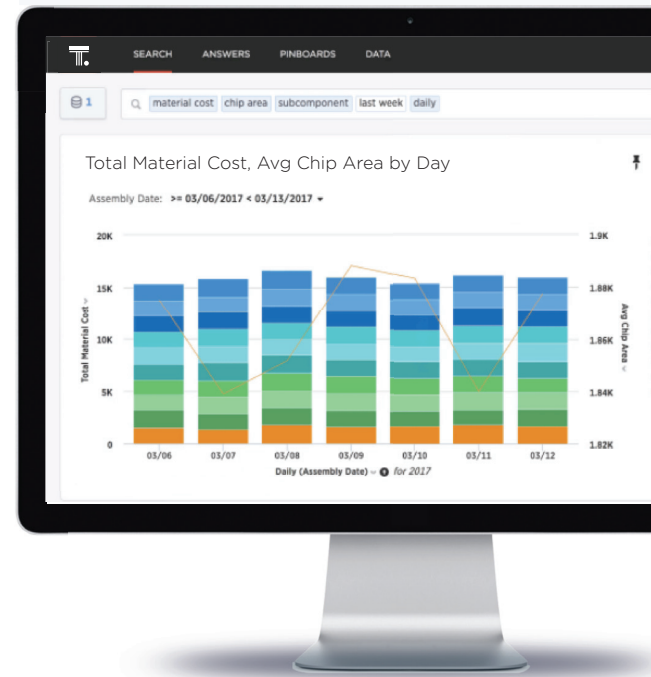 T.
SEARCH ANSWERS PINBOARDS DATA
1 material cost chip area subcomponent last week daily
Total Material Cost, Avg Chip Area by Day
Assembly Date: >= 03/06/2017 < 03/13/2017
20K 1.9K
15K 1.88K
10K 1.86K
5K 1.84K
0 1.82K
Total Material Cost
Avg Chip Area
03/06 03/07 03/08 03/09 03/10 03/11 03/12
Daily (Assembly Date) for 2017